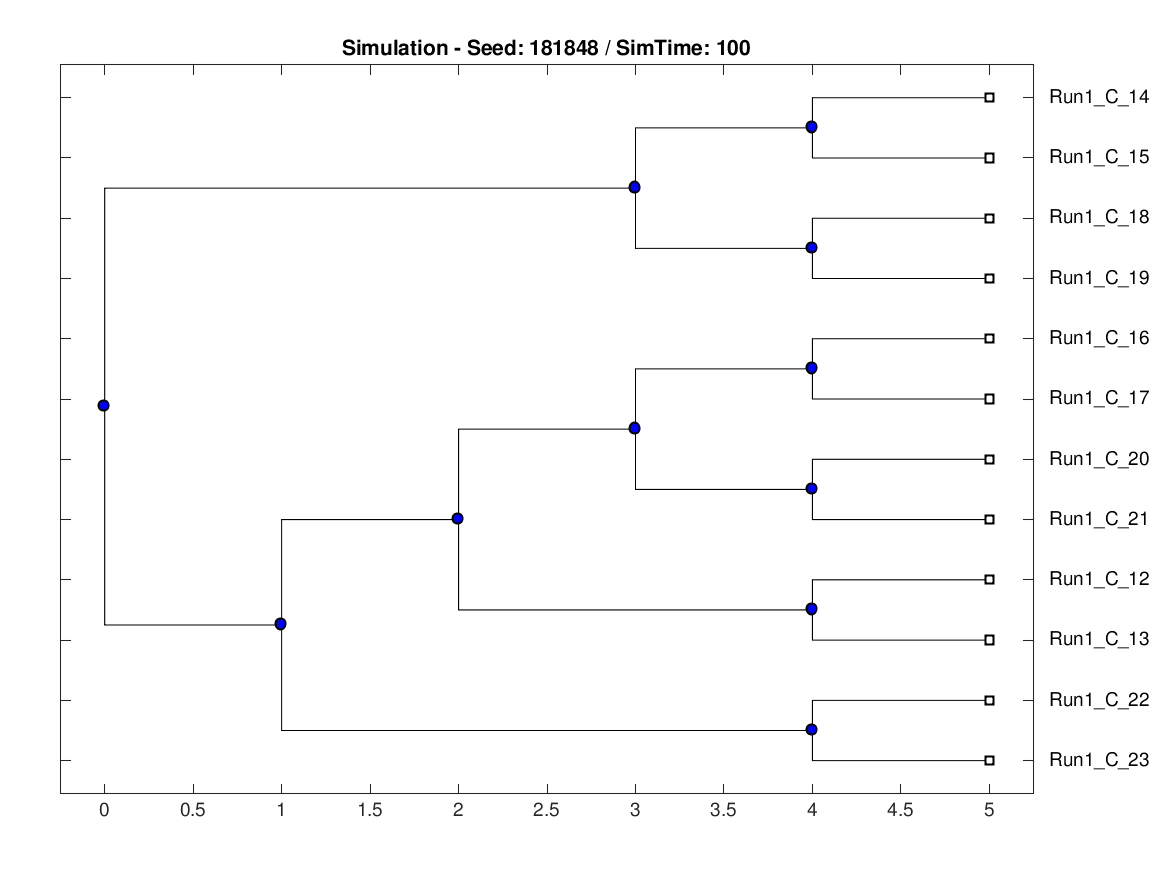 Simulation - Seed: 181848 / SimTime: 100
Run1_C_14
Run1_C_15
Run1_C_18
Run1_C_19
Run1_C_16
Run1_C_17
Run1_C_20
Run1_C_21
Run1_C_12
Run1_C_13
Run1_C_22
Run1_C_23
0 0.5 1 1.5 2 2.5 3 3.5 4 4.5 5